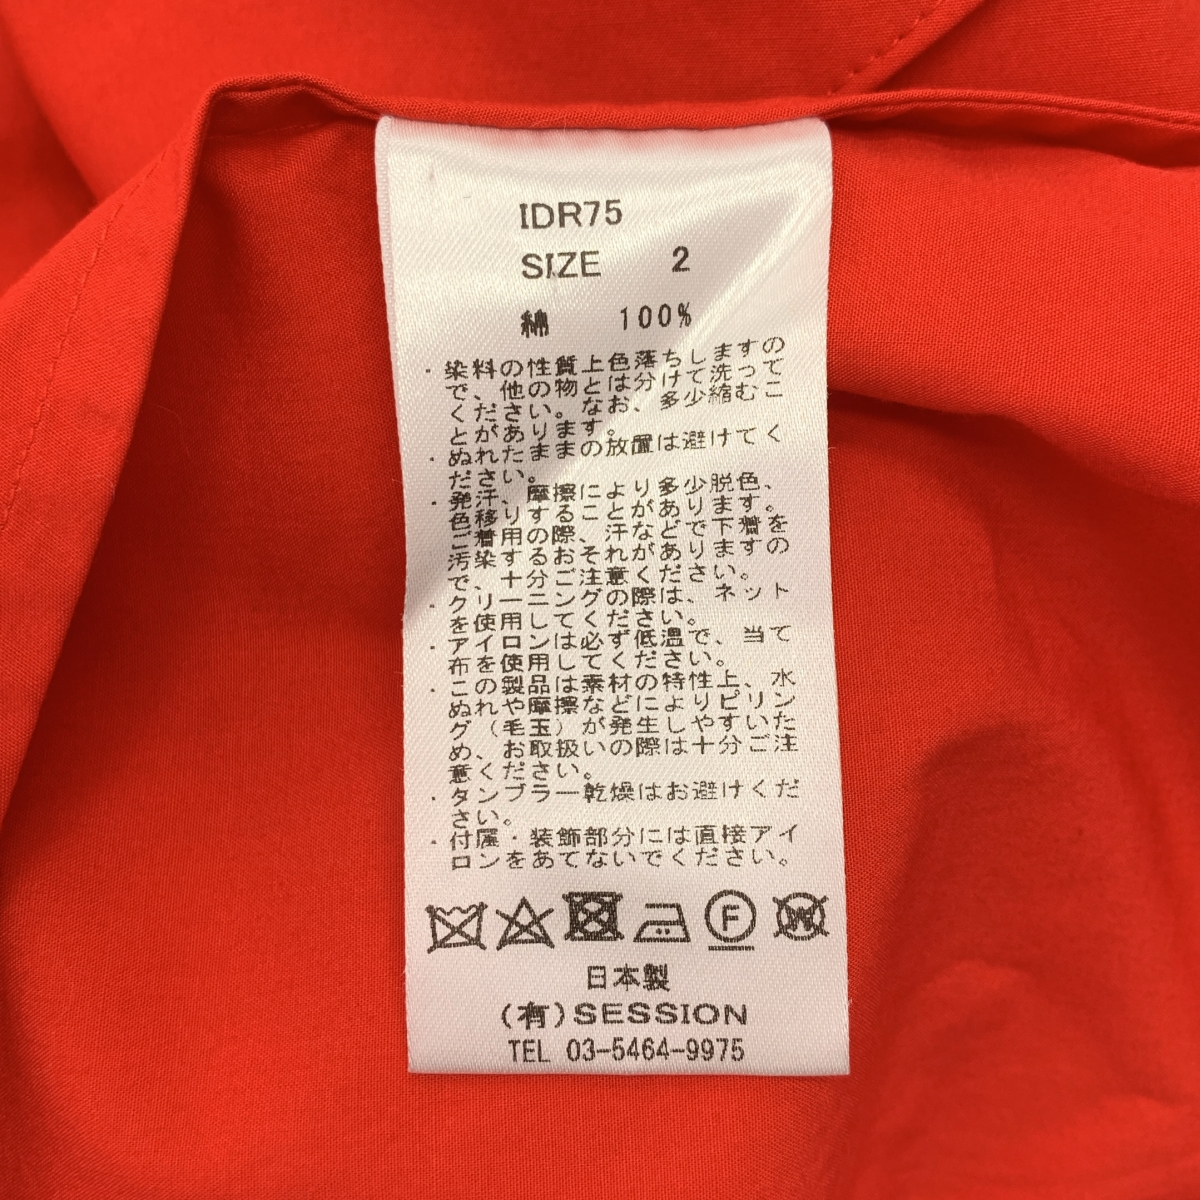 IDR75
SIZE 2
綿 100%
・染料の性質上色落ちしますの
で、他の物とは分けて洗って
ください。なお、多少縮むこ
とがあります。
・ぬれたままの放置は避けてく
ださい。
・発汗、摩擦により多少脱色、
色移りすることがあります。
ご着用の際、汗などで下着を
汚染するおそれがありますの
で、十分ご注意ください。
・クリーニングの際は、ネット
を使用してください。
・アイロンは必ず低温で、当て
布を使用してください。
・この製品は素材の特性上、水
ぬれや摩擦などによりピリン
グ（毛玉）が発生しやすいた
め、お取扱いの際は十分ご注
意ください。
・タンブラー乾燥はお避けくだ
さい。
・付属・装飾部分には直接アイ
ロンをあてないでください。
F W
日本製
(有)SESSION
TEL 03-5464-9975